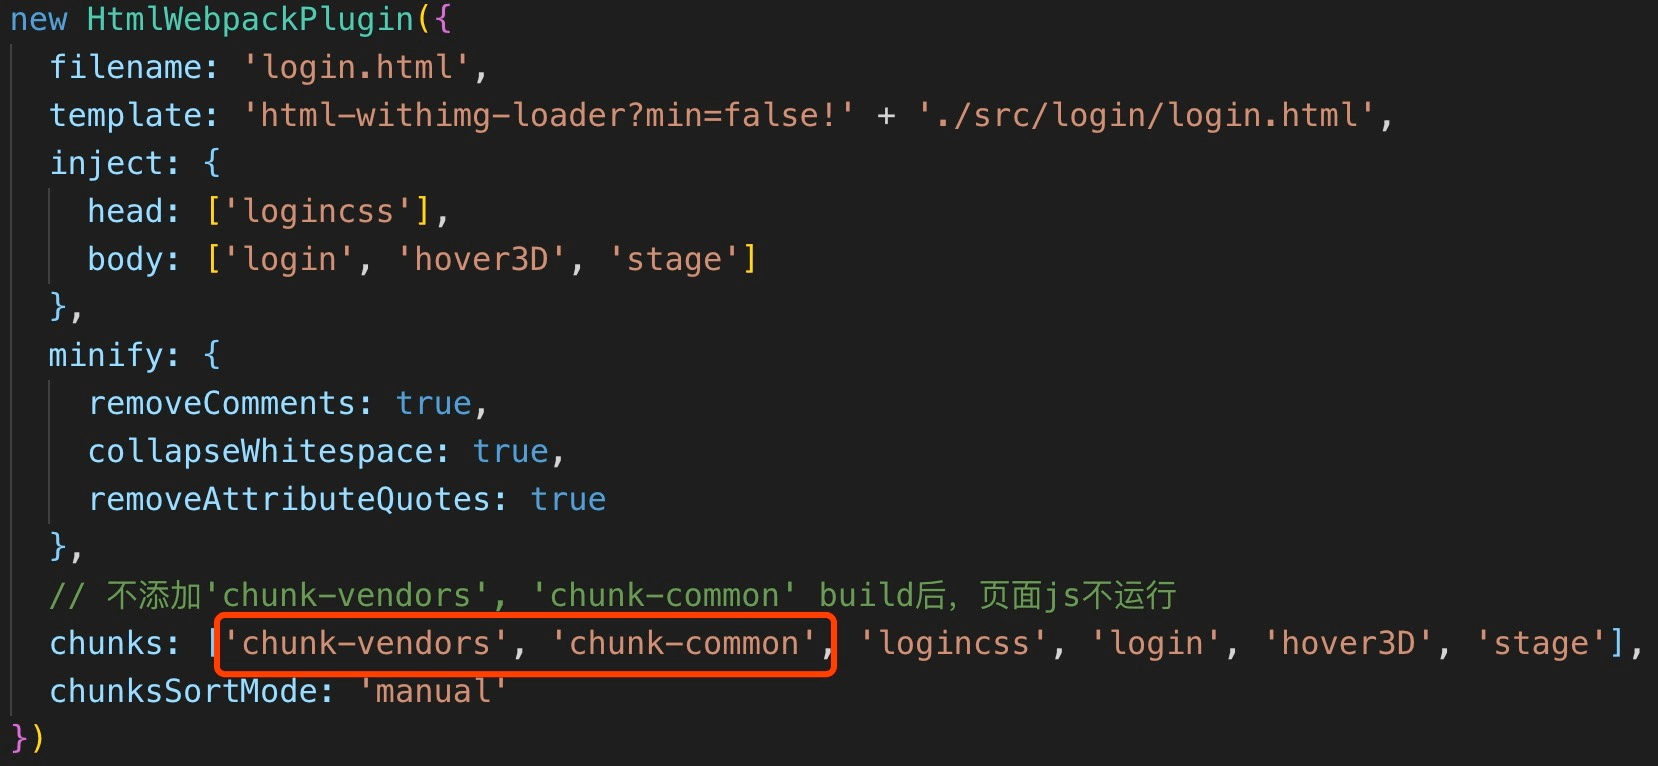 new HtmlWebpackPlugin({
filename: 'login.html',
template: 'html-withimg-loader?min=false!' + './src/login/login.html',
inject: {
head: ['logincss'],
body: ['login', 'hover3D', 'stage']
},
minify: {
removeComments: true,
collapseWhitespace: true,
removeAttributeQuotes: true
},
// 不添加'chunk-vendors', 'chunk-common' build后，页面js不运行
chunks: ['chunk-vendors', 'chunk-common', 'logincss', 'login', 'hover3D', 'stage'],
chunksSortMode: 'manual'
})